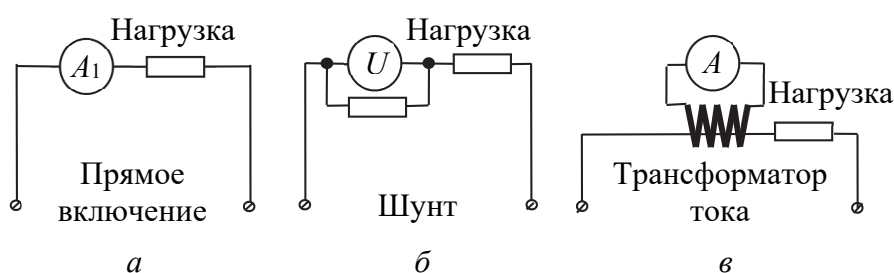 Нагрузка
A1
Прямое
включение
а
Нагрузка
U
Шунт
б
A
Нагрузка
Трансформатор
тока
в